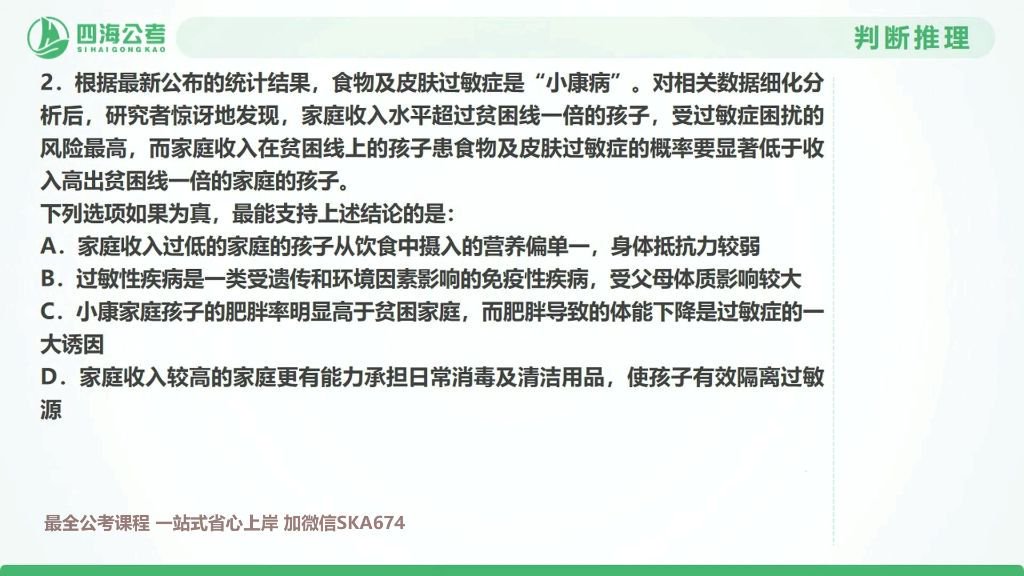 四海公考
SIHAIGONGKAO
判断推理
2．根据最新公布的统计结果，食物及皮肤过敏症是“小康病”。对相关数据细化分
析后，研究者惊讶地发现，家庭收入水平超过贫困线一倍的孩子，受过敏症困扰的
风险最高，而家庭收入在贫困线上的孩子患食物及皮肤过敏症的概率要显著低于收
入高出贫困线一倍的家庭的孩子。
下列选项如果为真，最能支持上述结论的是：
A．家庭收入过低的家庭的孩子从饮食中摄入的营养偏单一，身体抵抗力较弱
B．过敏性疾病是一类受遗传和环境因素影响的免疫性疾病，受父母体质影响较大
C．小康家庭孩子的肥胖率明显高于贫困家庭，而肥胖导致的体能下降是过敏症的一
大诱因
D．家庭收入较高的家庭更有能力承担日常消毒及清洁用品，使孩子有效隔离过敏
源
最全公考课程 一站式省心上岸 加微信SKA674